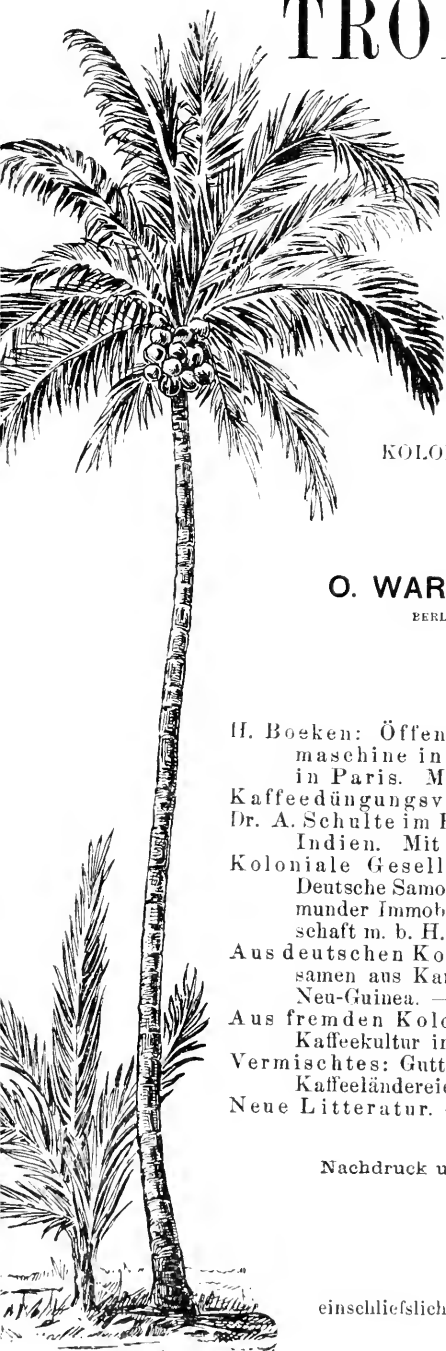 TRO
KOLO
O. WAR
BERL
H. Boeken: Öffen
maschine in
in Paris. M
Kaffeedüngungsv
Dr. A. Schulte im
Indien. Mit
Koloniale Gesell
Deutsche Samo
munder Immob
schaft m. b. H.
Aus deutschen Ko
samen aus Ka
Neu-Guinea. —
Aus fremden Kolo
Kaffeekultur in
Vermischtes: Gutt
Kaffeeländereie
Neue Litteratur.
Nachdruck u
einschliefslich